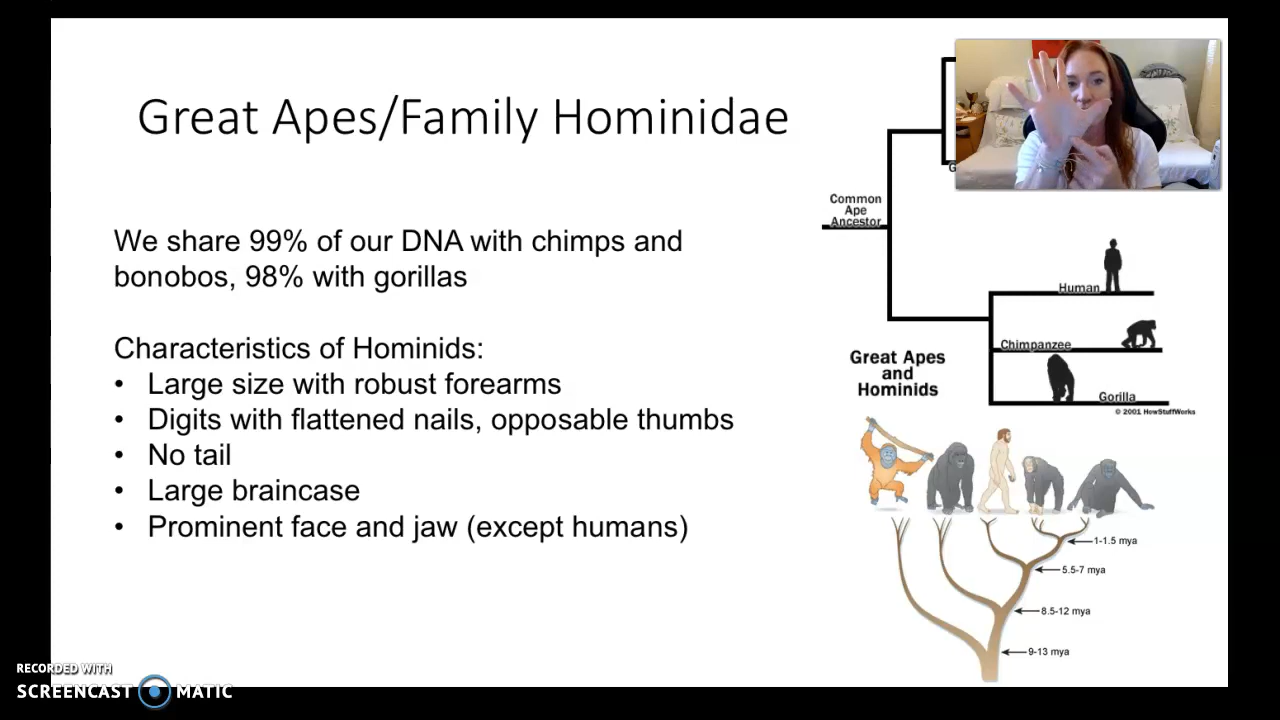 Great Apes/Family Hominidae
We share 99% of our DNA with chimps and
bonobos, 98% with gorillas
Characteristics of Hominids:
• Large size with robust forearms
• Digits with flattened nails, opposable thumbs
• No tail
• Large braincase
• Prominent face and jaw (except humans)
Common
Ape
Ancestor
Human
Chimpanzee
Gorilla
Great Apes
and
Hominids
© 2001 HowStuffWorks
1-1.5 mya
5.5-7 mya
8.5-12 mya
9-13 mya
RECORDED WITH
SCREENCAST MATIC